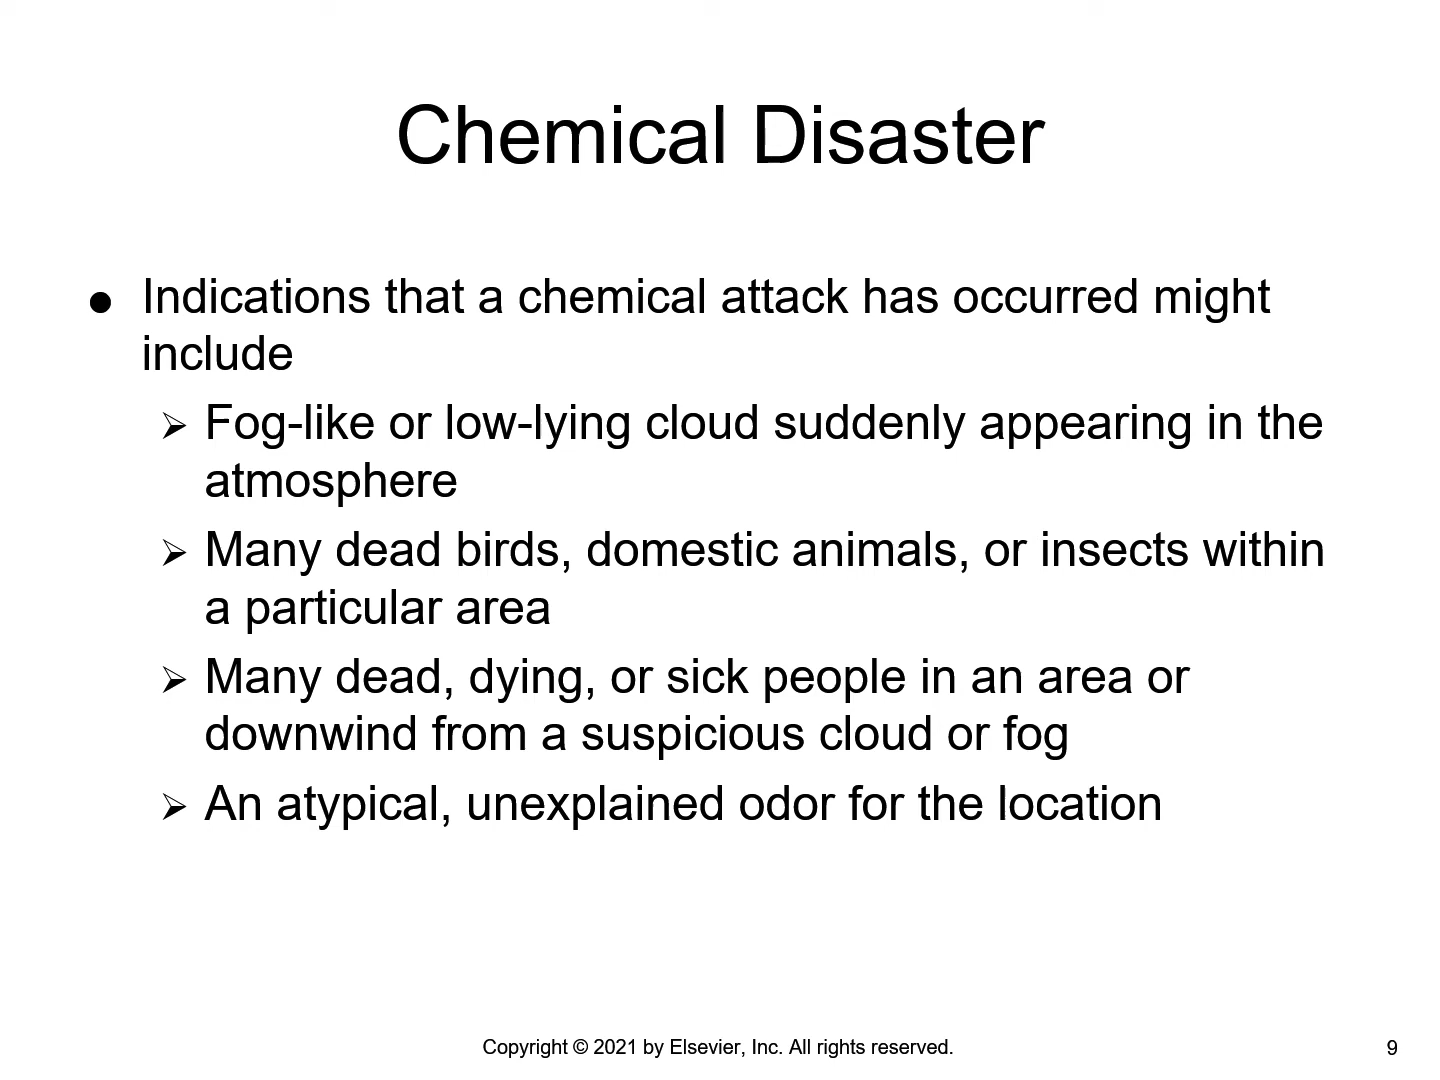 Chemical Disaster
● Indications that a chemical attack has occurred might
include
➢ Fog-like or low-lying cloud suddenly appearing in the
atmosphere
➢ Many dead birds, domestic animals, or insects within
a particular area
➢ Many dead, dying, or sick people in an area or
downwind from a suspicious cloud or fog
➢ An atypical, unexplained odor for the location
Copyright © 2021 by Elsevier, Inc. All rights reserved.
9